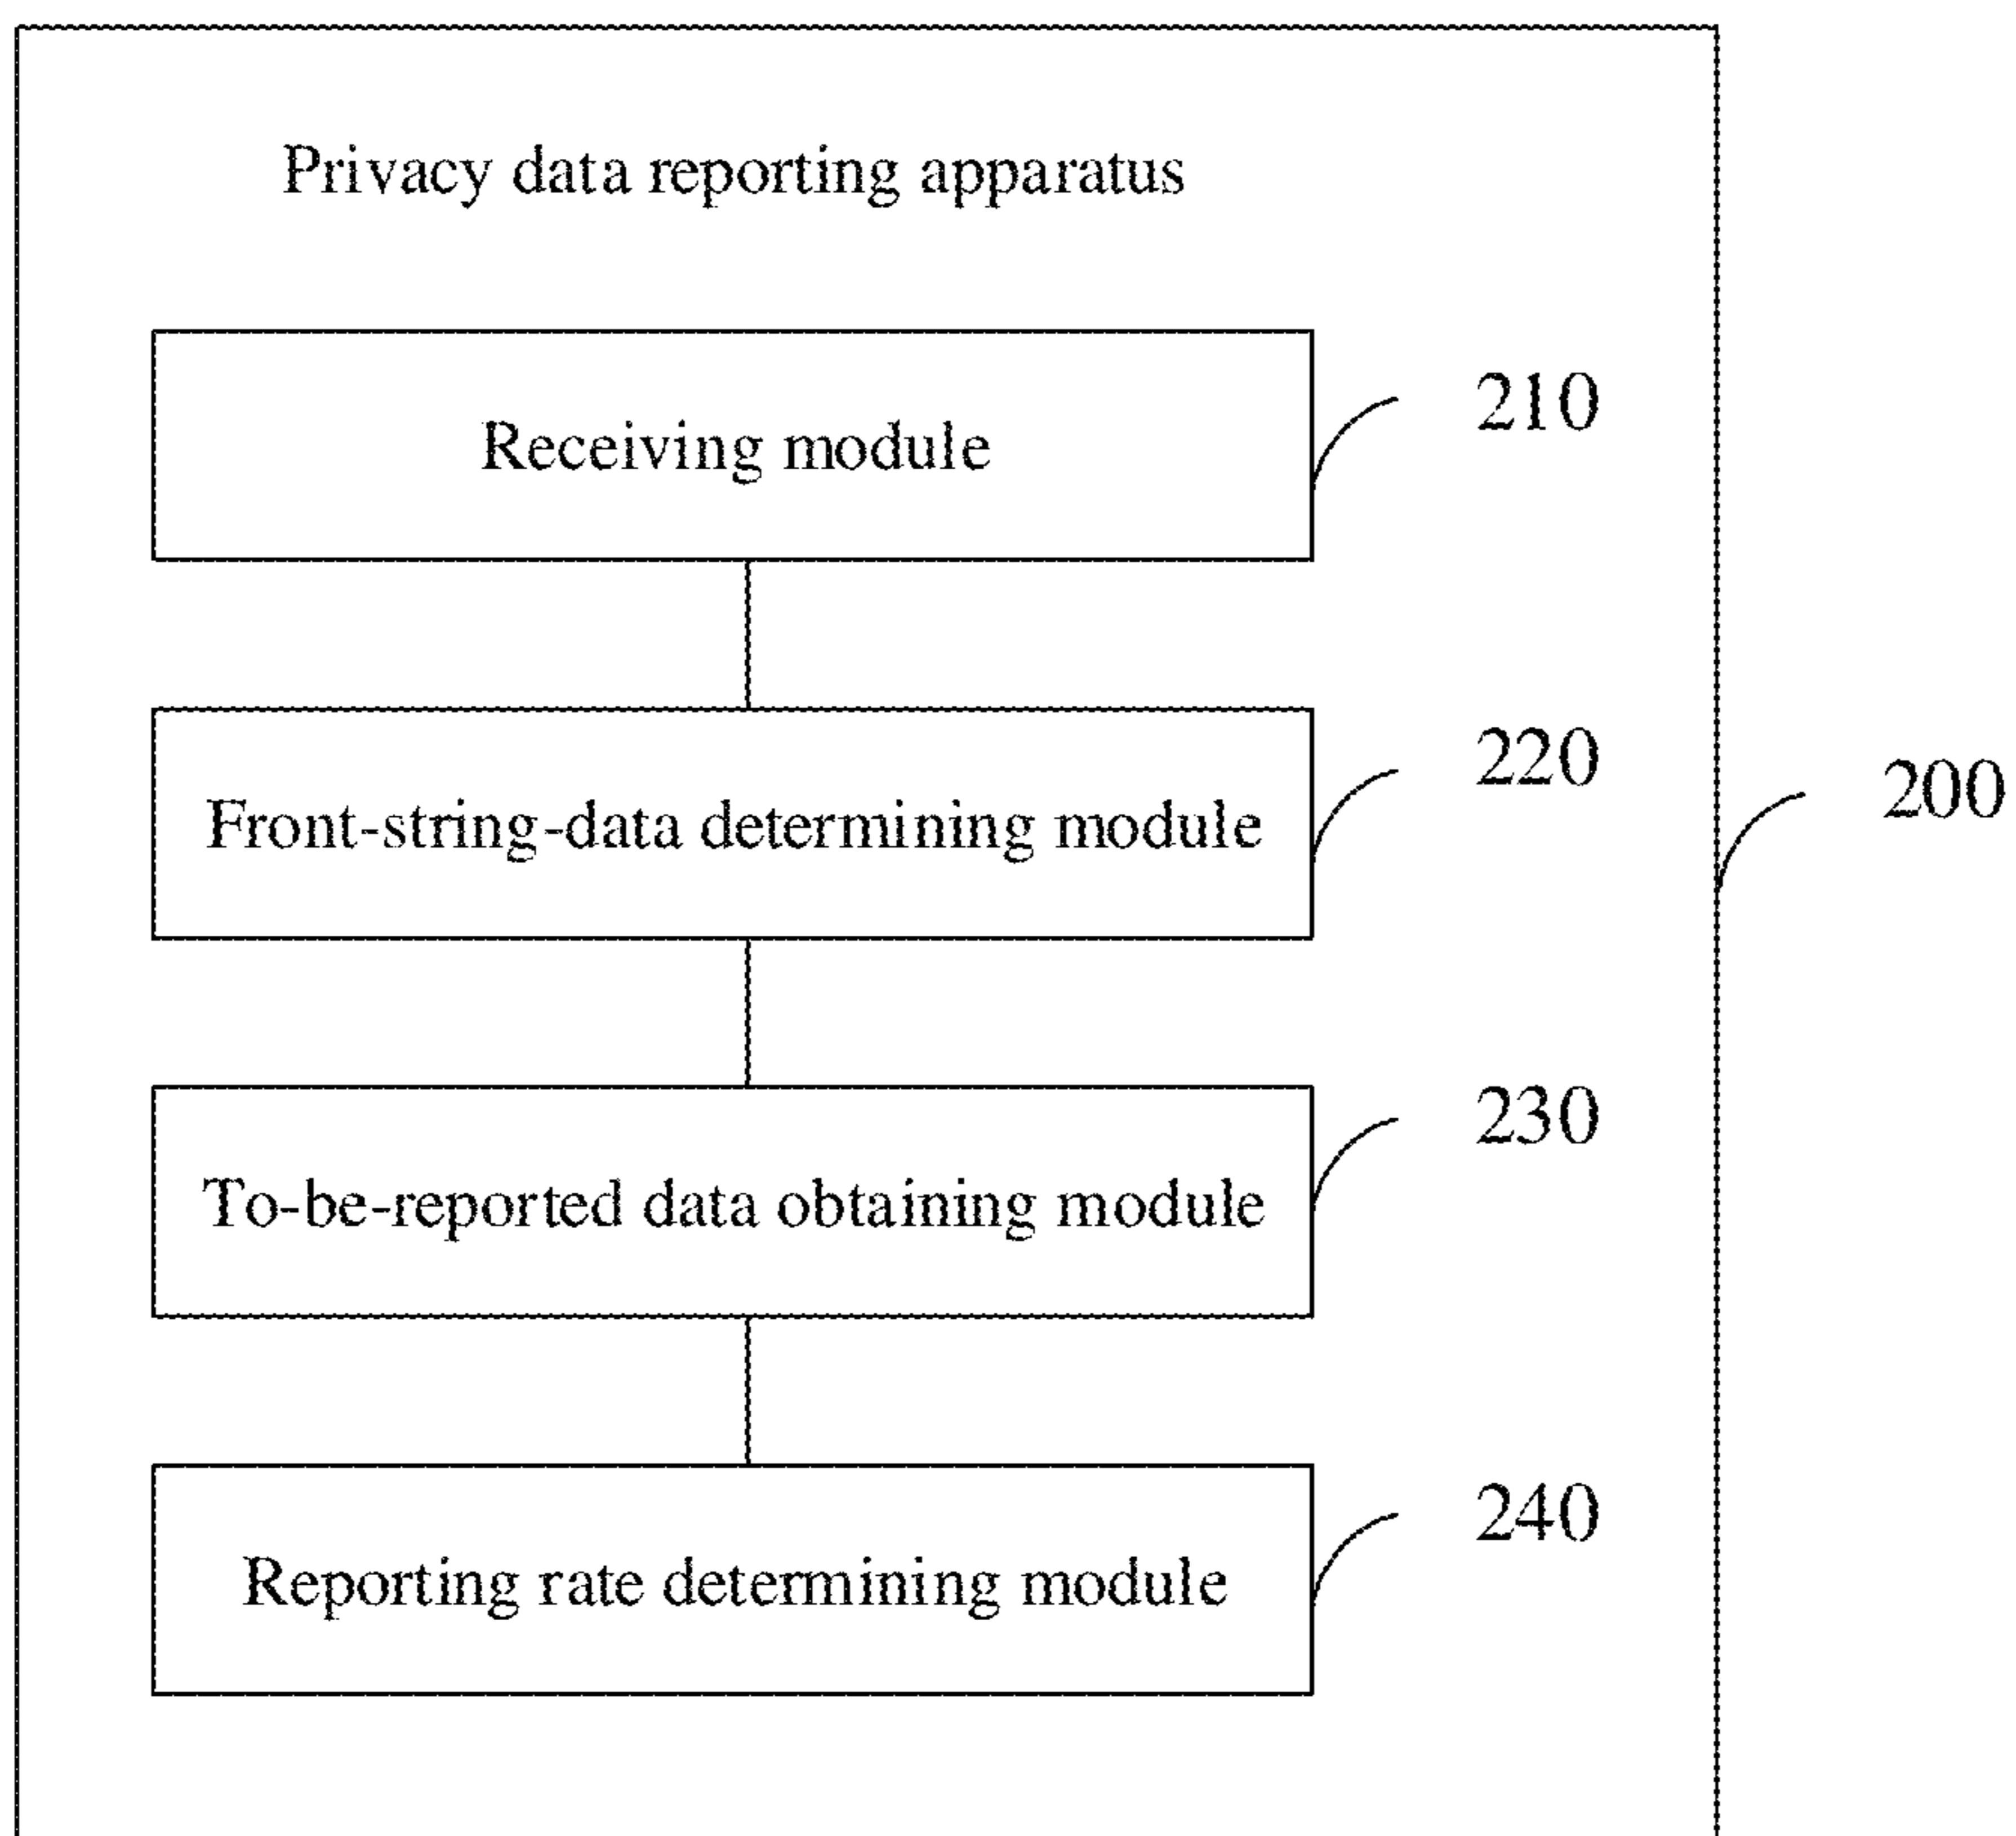 Privacy data reporting apparatus
Receiving module
210
Front-string-data determining module
220
200
To-be-reported data obtaining module
230
Reporting rate determining module
240